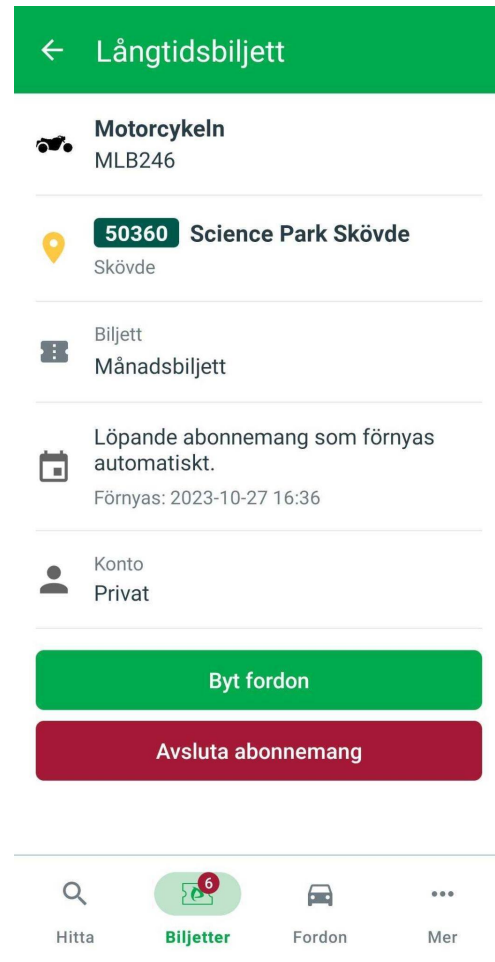 Långtidsbiljett
Motorcykeln
MLB246
50360 Science Park Skövde
Skövde
Biljett
Månadsbiljett
Löpande abonnemang som förnyas
automatiskt.
Förnyas: 2023-10-27 16:36
Konto
Privat
Byt fordon
Avsluta abonnemang
6
Hitta Biljetter Fordon Mer